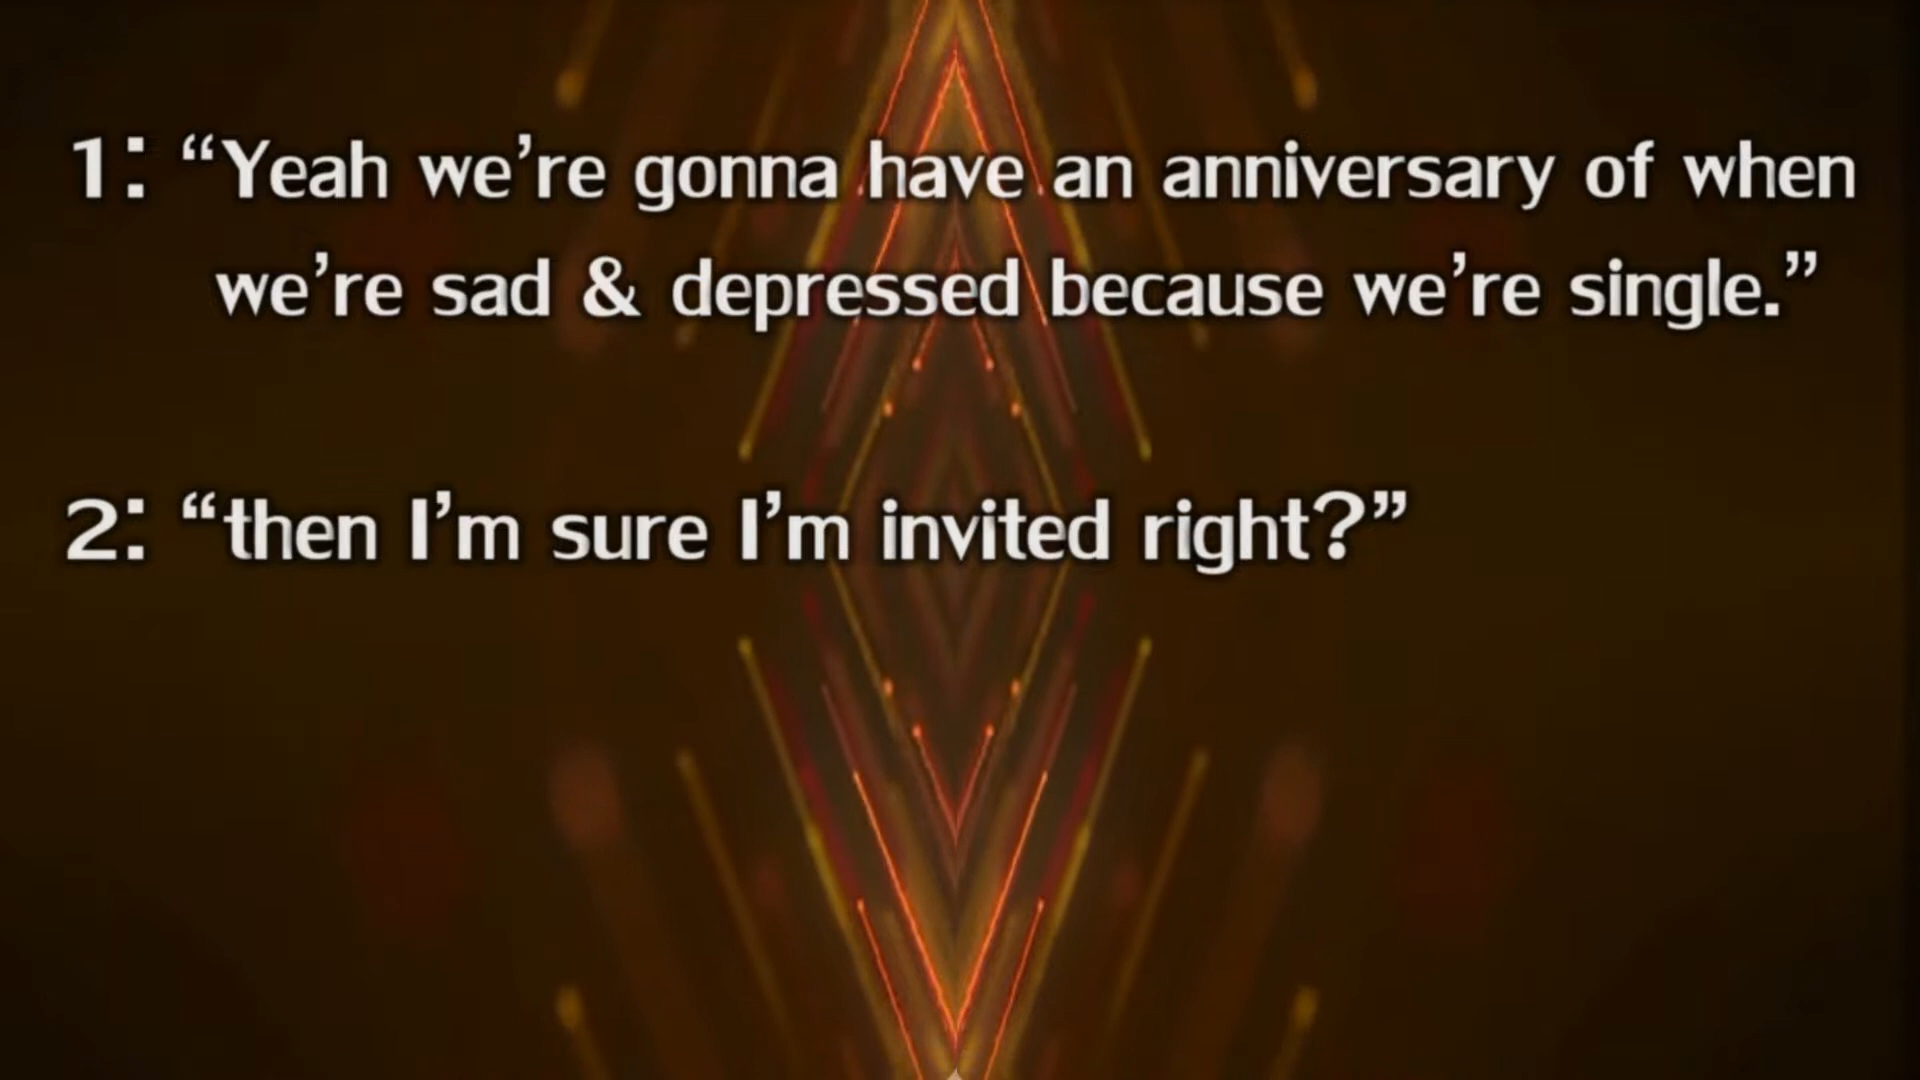 1: “Yeah we’re gonna have an anniversary of when
we’re sad & depressed because we’re single.”
2: “then I’m sure I’m invited right?”